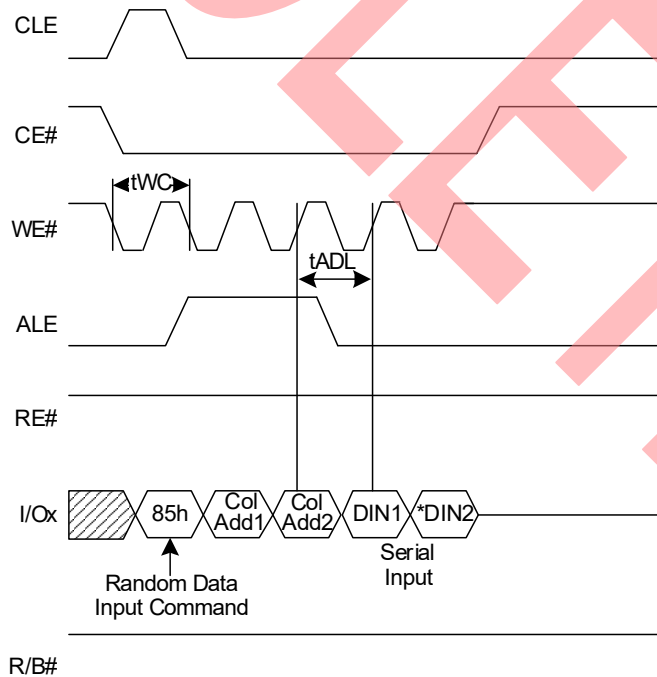 CLE
CE#
tWC
WE#
tADL
ALE
RE#
I/Ox
85h
Col
Add1
Col
Add2
DIN1
*DIN2
Serial
Input
Random Data
Input Command
R/B#